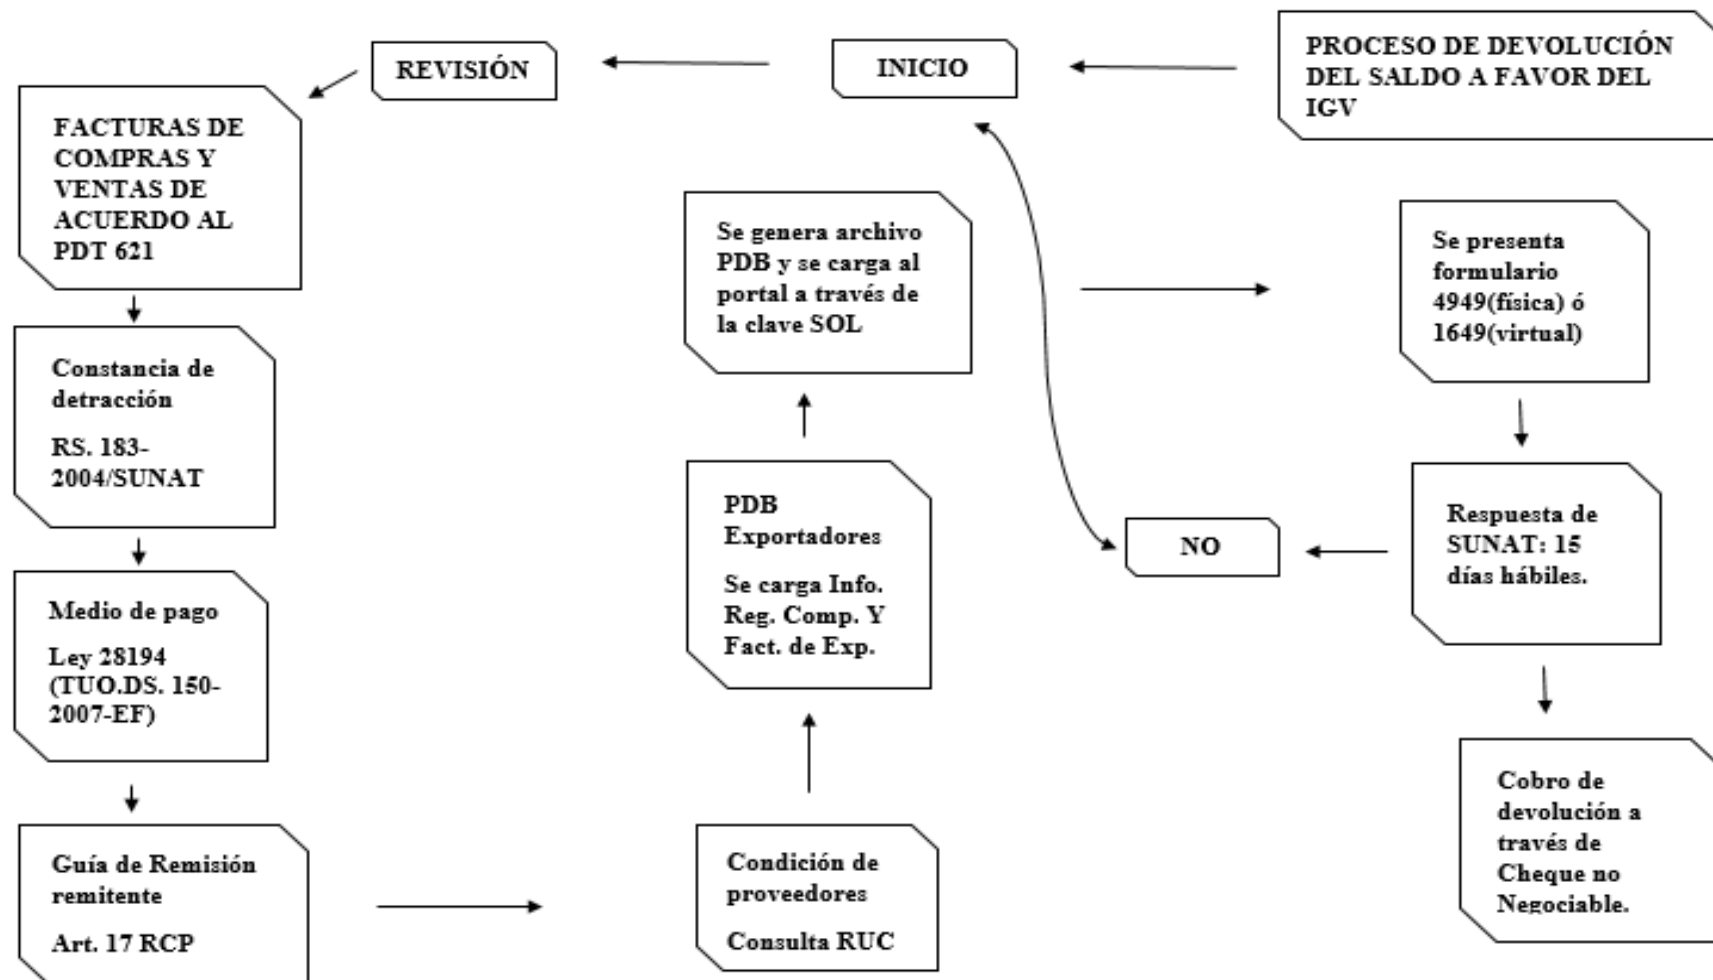 PROCESO DE DEVOLUCIÓN
DEL SALDO A FAVOR DEL
IGV
INICIO
REVISIÓN
FACTURAS DE
COMPRAS Y
VENTAS DE
ACUERDO AL
PDT 621
Constancia de
detracción
RS. 183-
2004/SUNAT
Medio de pago
Ley 28194
(TUO.DS. 150-
2007-EF)
Guía de Remisión
remitente
Art. 17 RCP
Condición de
proveedores
Consulta RUC
PDB
Exportadores
Se carga Info.
Reg. Comp. Y
Fact. de Exp.
Se genera archivo
PDB y se carga al
portal a través de
la clave SOL
Se presenta
formulario
4949(física) ó
1649(virtual)
Respuesta de
SUNAT: 15
días hábiles.
NO
Cobro de
devolución a
través de
Cheque no
Negociable.